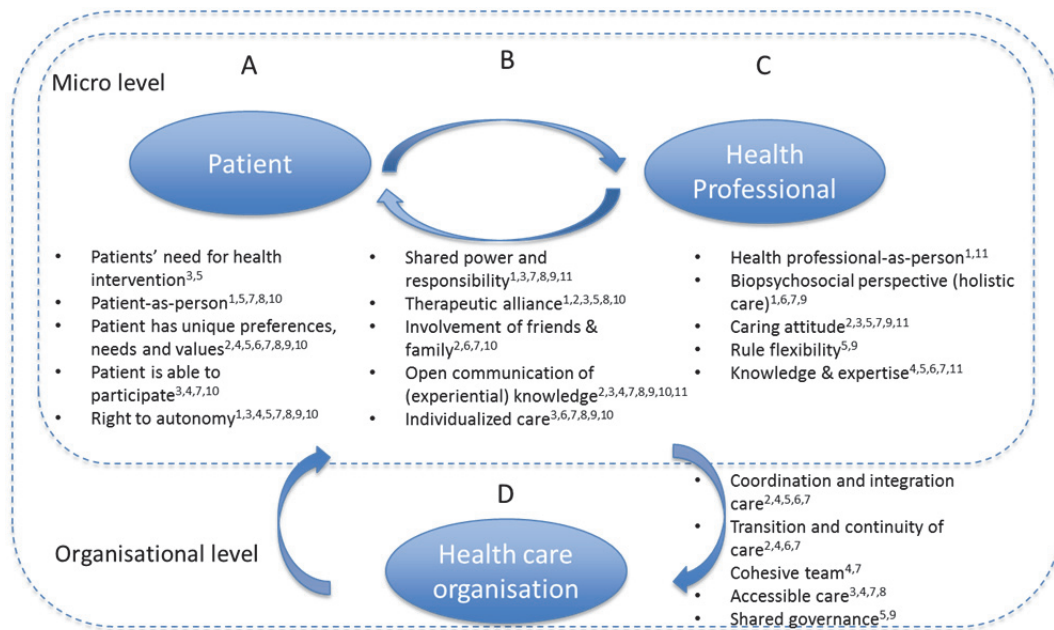 A
B
C
Micro level
Patient
Health
Professional
• Patients’ need for health
intervention3,5
• Patient-as-person1,5,7,8,10
• Patient has unique preferences,
needs and values2,4,5,6,7,8,9,10
• Patient is able to
participate3,4,7,10
• Right to autonomy1,3,4,5,7,8,9,10
• Shared power and
responsibility1,3,7,8,9,11
• Therapeutic alliance1,2,3,5,8,10
• Involvement of friends &
family2,6,7,10
• Open communication of
(experiential) knowledge2,3,4,7,8,9,10,11
• Individualized care3,6,7,8,9,10
• Health professional-as-person1,11
• Biopsychosocial perspective (holistic
care)1,6,7,9
• Caring attitude2,3,5,7,9,11
• Rule flexibility5,9
• Knowledge & expertise4,5,6,7,11
D
Organisational level
Health care
organisation
• Coordination and integration
care2,4,5,6,7
• Transition and continuity of
care2,4,6,7
• Cohesive team4,7
• Accessible care3,4,7,8
• Shared governance5,9